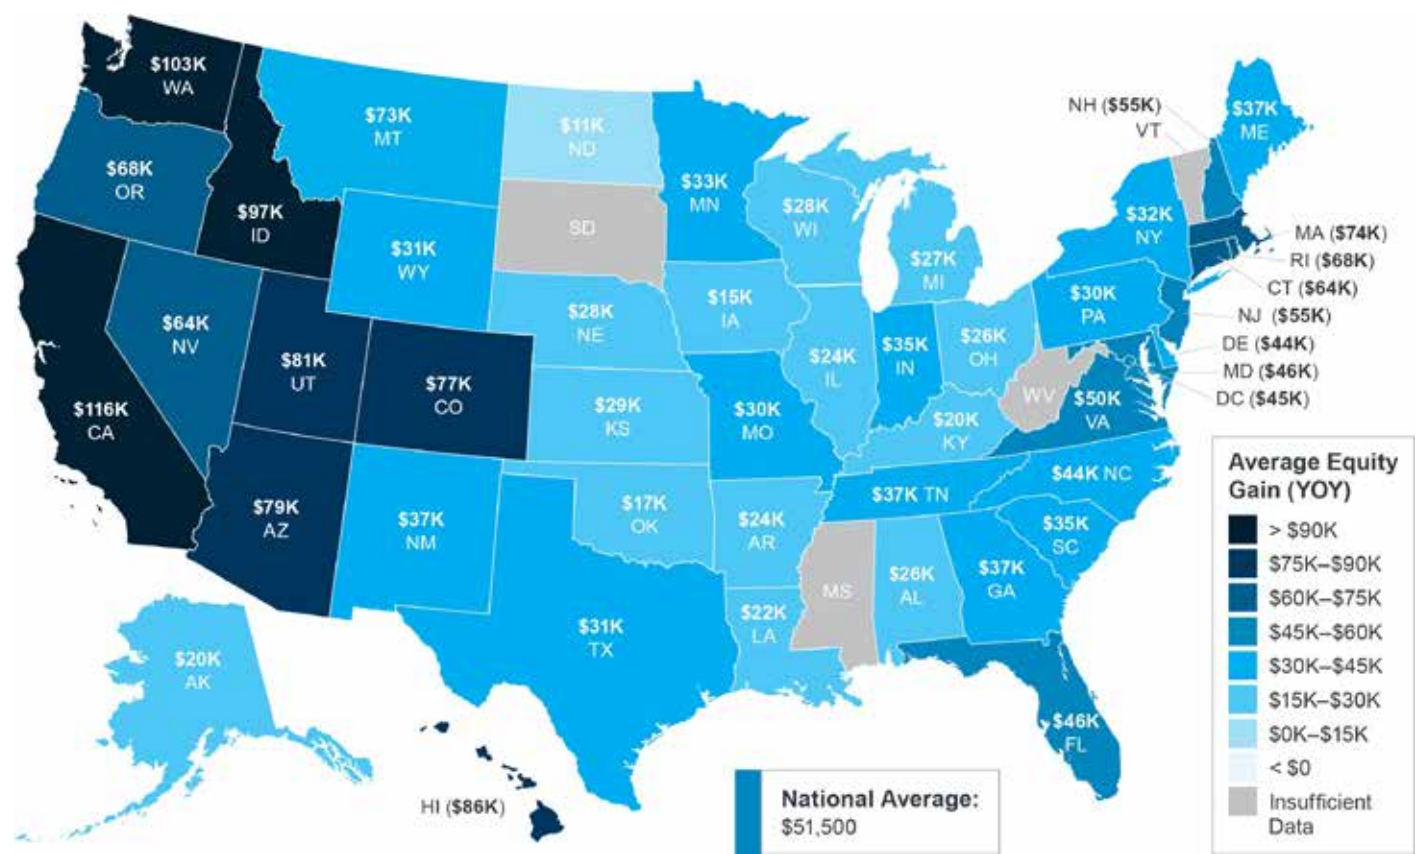 $103K
WA
$73K
MT
$11K
ND
NH ($55K)
VT
$37K
ME
$68K
OR
$97K
ID
$33K
MN
SD
$28K
WI
$32K
NY
$31K
WY
MA ($74K)
RI ($68K)
CT ($64K)
NJ ($55K)
DE ($44K)
MD ($46K)
DC ($45K)
$27K
MI
$15K
IA
$30K
PA
$64K
NV
$28K
NE
$26K
OH
$35K
IN
$24K
IL
$81K
UT
$77K
CO
WV
$50K
VA
$116K
CA
$29K
KS
$30K
MO
$20K
KY
$44K NC
$37K TN
$79K
AZ
$37K
NM
$17K
OK
$24K
AR
$35K
SC
$37K
GA
$26K
AL
MS
$22K
LA
$31K
TX
$20K
AK
$46K
FL
HI ($86K)
Average Equity
Gain (YOY)
> $90K
$75K–$90K
$60K–$75K
$45K–$60K
$30K–$45K
$15K–$30K
$0K–$15K
< $0
Insufficient
Data
National Average:
$51,500